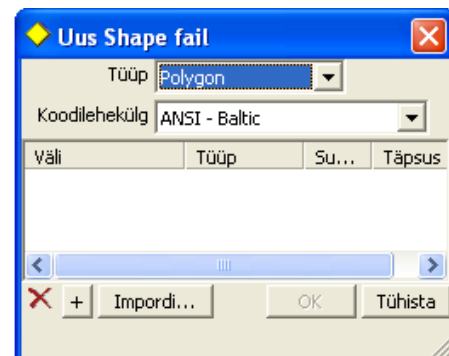 Uus Shape fail
Tüüp Polygon
Koodilehekülg ANSI - Baltic
Väli Tüüp Su... Täpsus
+ Impordi... OK Tühista